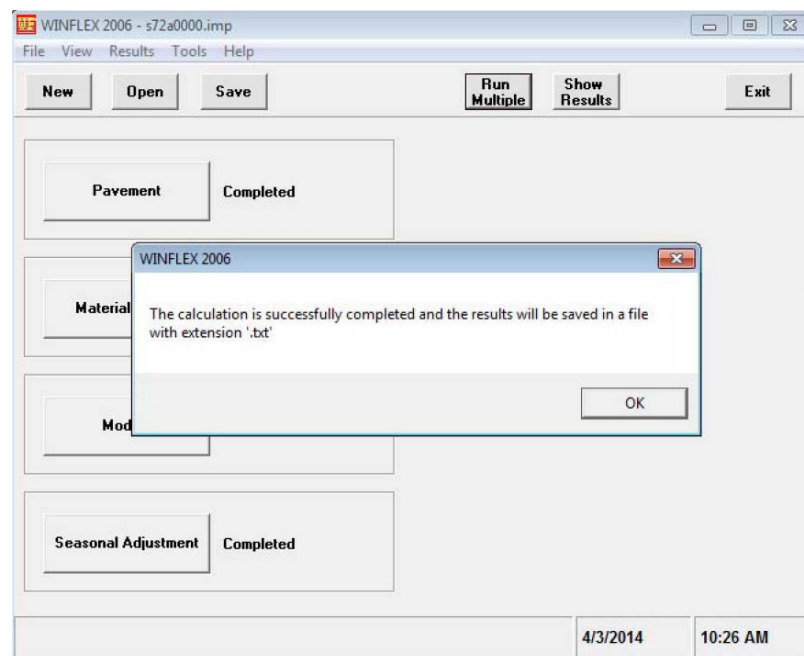 WINFLEX 2006 - s72a0000.imp
File View Results Tools Help
New Open Save Run Multiple Show Results Exit
Pavement Completed
WINFLEX 2006
Material
The calculation is successfully completed and the results will be saved in a file
with extension '.txt'
OK
Mod
Seasonal Adjustment Completed
4/3/2014 10:26 AM